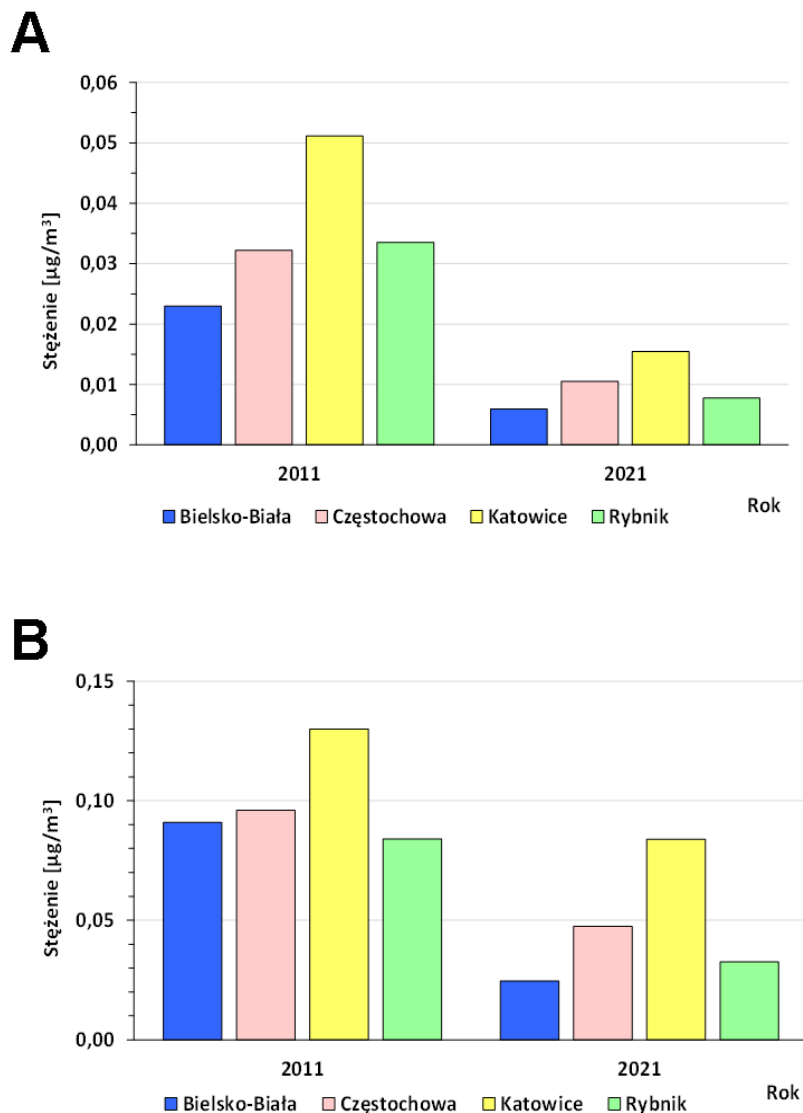 A
0,06
0,05
0,04
0,03
0,02
0,01
0,00
Stężenie [µg/m³]
2011 2021
Rok
Bielsko-Biała Częstochowa Katowice Rybnik
B
0,15
0,10
0,05
0,00
Stężenie [µg/m³]
2011 2021
Rok
Bielsko-Biała Częstochowa Katowice Rybnik